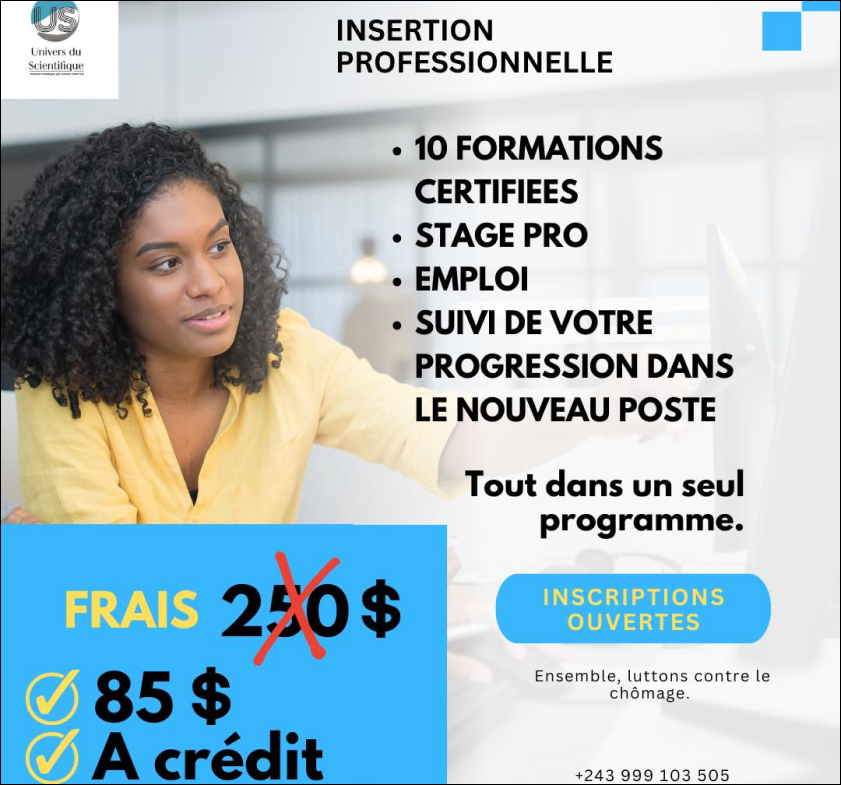 US
Univers du
Scientifique
INSERTION
PROFESSIONNELLE
• 10 FORMATIONS
CERTIFIEES
• STAGE PRO
• EMPLOI
• SUIVI DE VOTRE
PROGRESSION DANS
LE NOUVEAU POSTE
Tout dans un seul
programme.
FRAIS 250 $
85 $
A crédit
INSCRIPTIONS
OUVERTES
Ensemble, luttons contre le
chômage.
+243 999 103 505